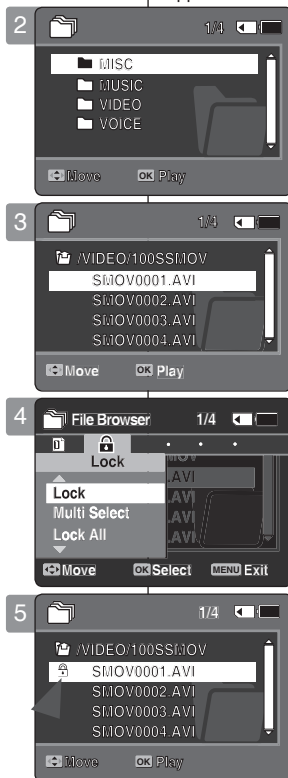 2
1/4
MISC
MUSIC
VIDEO
VOICE
Move OK Play
3
1/4
/VIDEO/100SSMOV
SMOV0001.AVI
SMOV0002.AVI
SMOV0003.AVI
SMOV0004.AVI
Move OK Play
4 File Browser 1/4
Lock
Lock
Multi Select
Lock All
.AVI
.AVI
.AVI
Move OK Select MENU Exit
5
1/4
/VIDEO/100SSMOV
SMOV0001.AVI
SMOV0002.AVI
SMOV0003.AVI
SMOV0004.AVI
Move OK Play